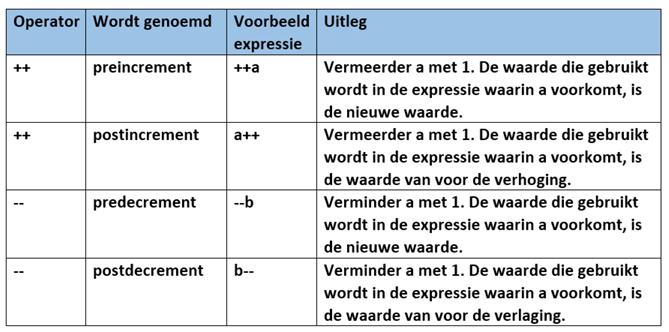 Operator Wordt genoemd Voorbeeld Uitleg
expressie
++ preincrement ++a Vermeerder a met 1. De waarde die gebruikt
wordt in de expressie waarin a voorkomt, is
de nieuwe waarde.
++ postincrement a++ Vermeerder a met 1. De waarde die gebruikt
wordt in de expressie waarin a voorkomt, is
de waarde van voor de verhoging.
-- predecrement --b Verminder a met 1. De waarde die gebruikt
wordt in de expressie waarin a voorkomt, is
de nieuwe waarde.
-- postdecrement b-- Verminder a met 1. De waarde die gebruikt
wordt in de expressie waarin a voorkomt, is
de waarde van voor de verlaging.